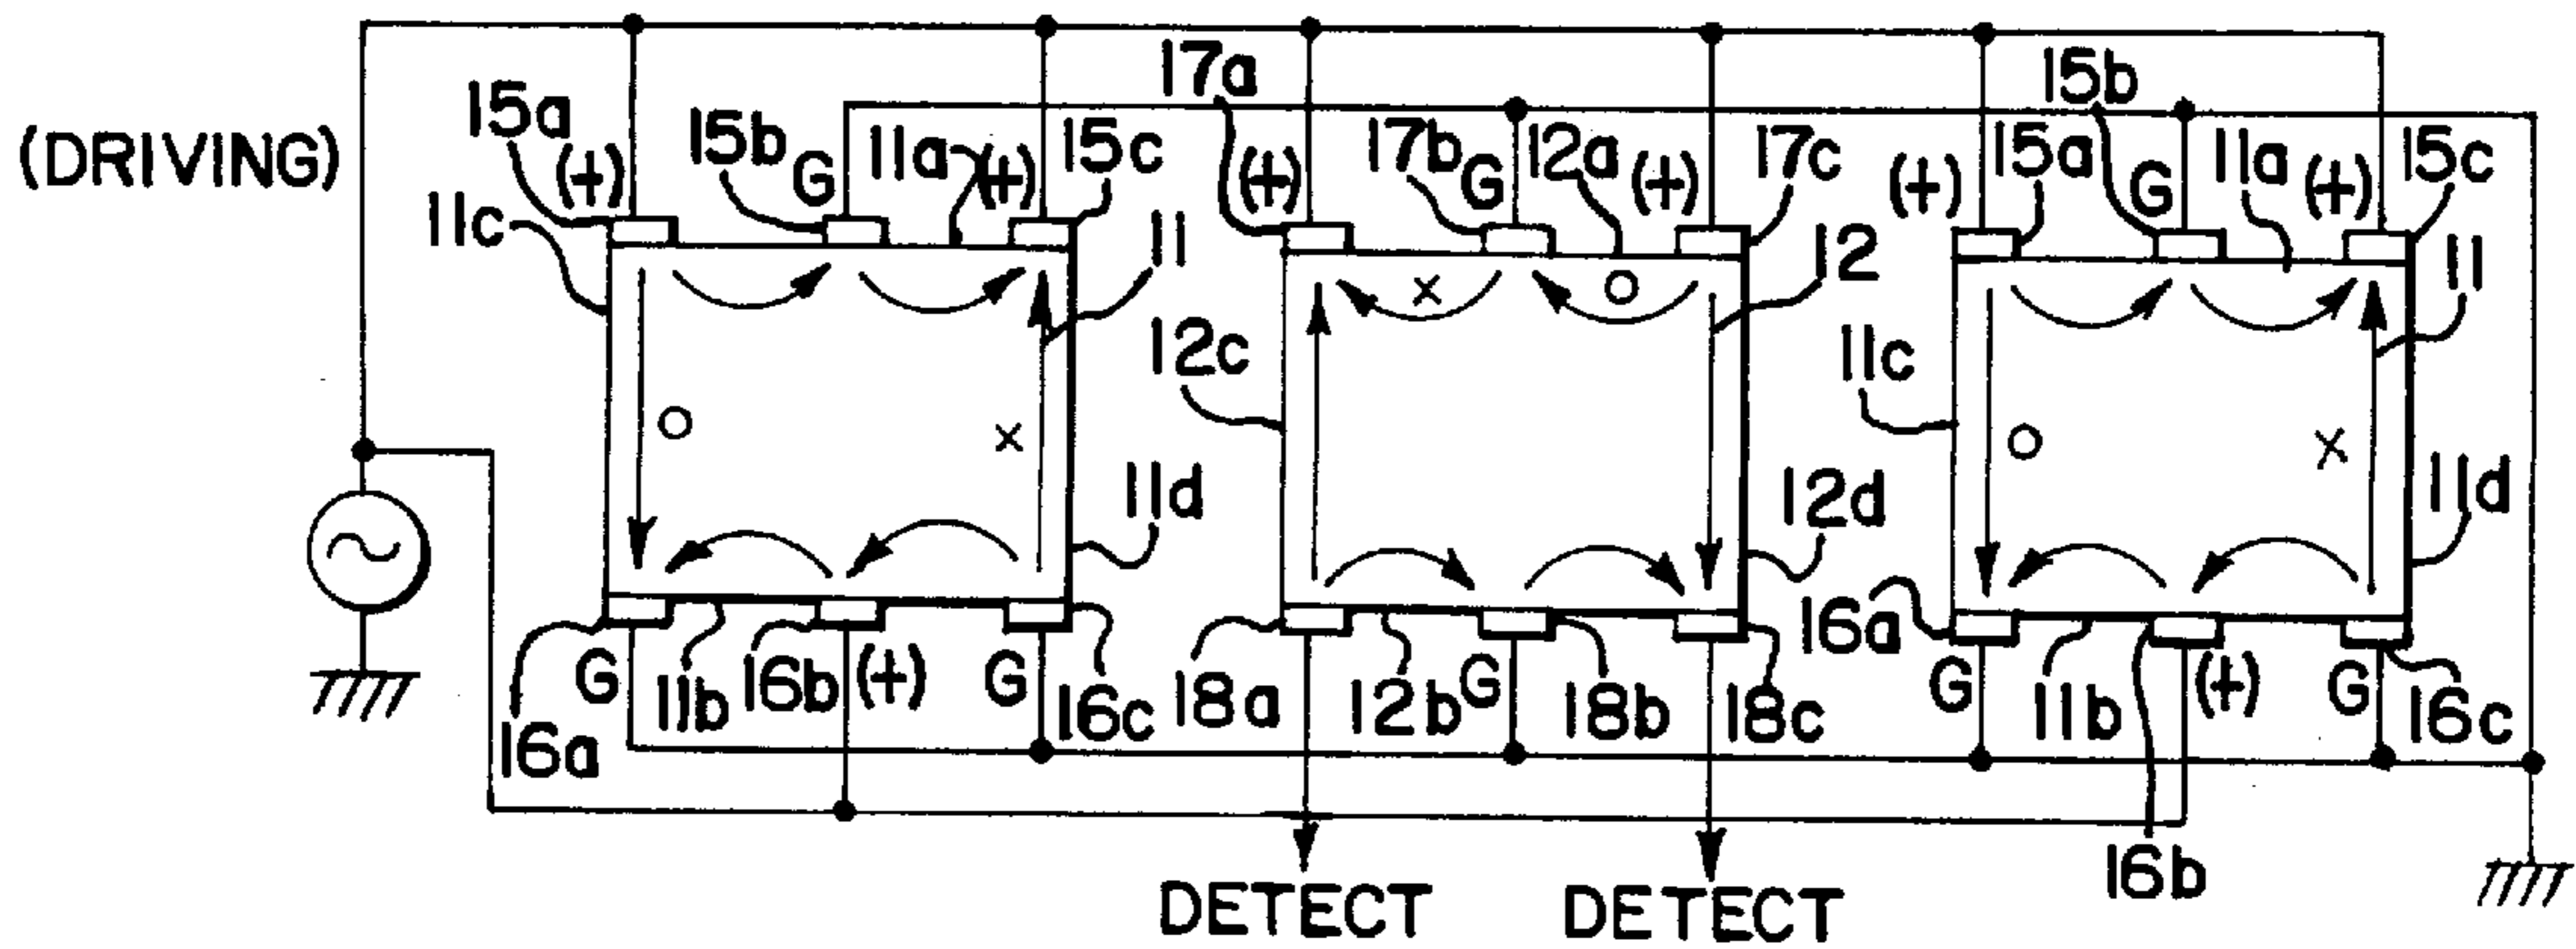 (DRIVING)
17a
15b
15a
(+)
15b
G
11a
(+)
15c
(+)
17b
G
12a
(+)
17c
(+)
15a
G
11a
(+)
15c
11c
11
12
11
12c
11c
O
X
X
O
O
X
11d
12d
11d
16a
G
11b
16b
(+)
G
16c
18a
12b
G
18b
18c
16a
G
11b
(+)
G
16c
16b
DETECT
DETECT